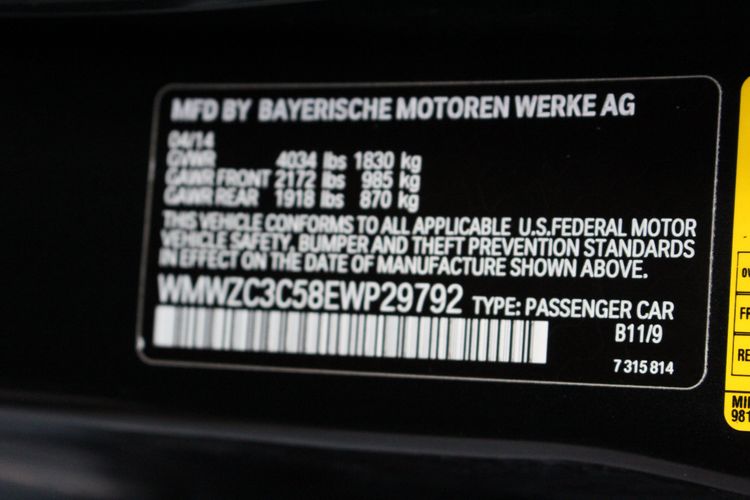 MFD BY BAYERISCHE MOTOREN WERKE AG
04/14
GVWR 4034 lbs 1830 kg
GAWR FRONT 2172 lbs 985 kg
GAWR REAR 1918 lbs 870 kg
THIS VEHICLE CONFORMS TO ALL APPLICABLE U.S.FEDERAL MOTOR
VEHICLE SAFETY, BUMPER AND THEFT PREVENTION STANDARDS
IN EFFECT ON THE DATE OF MANUFACTURE SHOWN ABOVE.
WMWZC3C58EWP29792 TYPE: PASSENGER CAR
B11/9
7 315 814